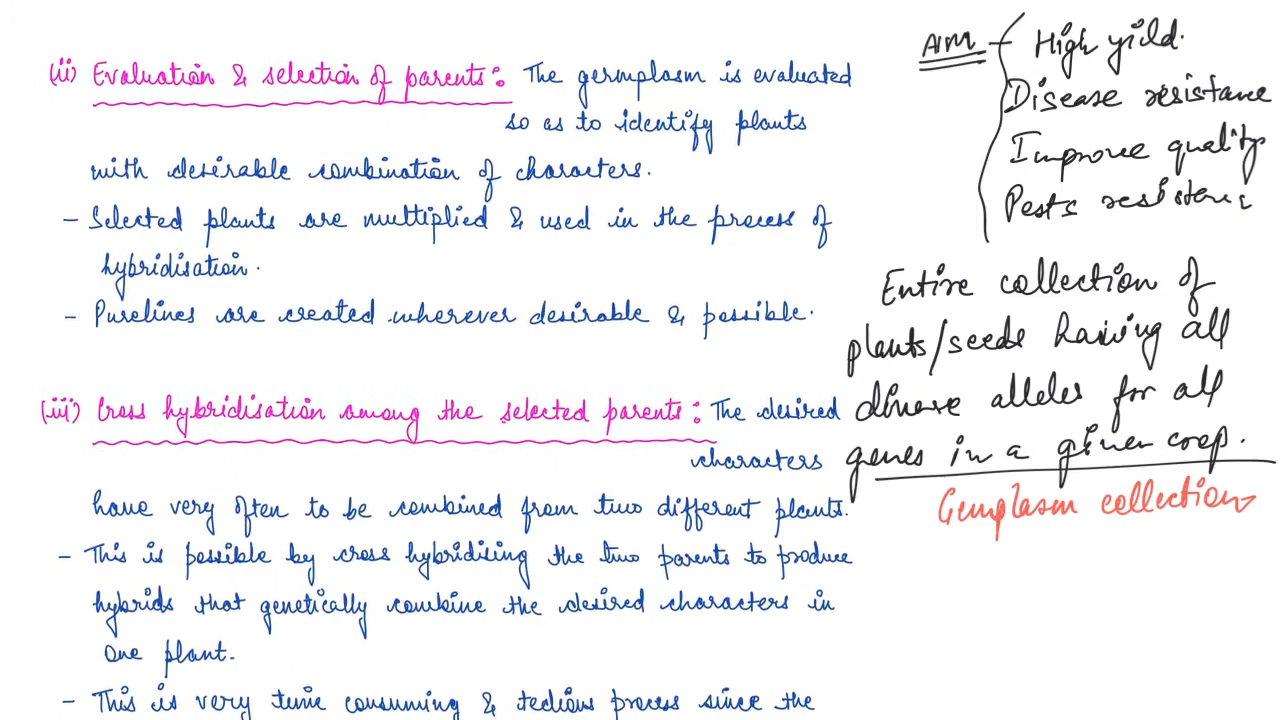 (ii) Evaluation & selection of parents: The germplasm is evaluated
so as to identify plants
with desirable combination of characters.
- Selected plants are multiplied & used in the process of
hybridisation.
- Purelines are created wherever desirable & possible.
(iii) Cross hybridisation among the selected parents: The desired
characters
have very often to be combined from two different plants.
- This is possible by cross hybridising the two parents to produce
hybrids that genetically combine the desired characters in
one plant.
- This is very time consuming & tedious process since the
AIM - High yield.
Disease resistance
Improve quality
Pests resistenc
Entire collection of
plants/seeds having all
diverse alleles for all
genes in a given crop.
Germplasm collection